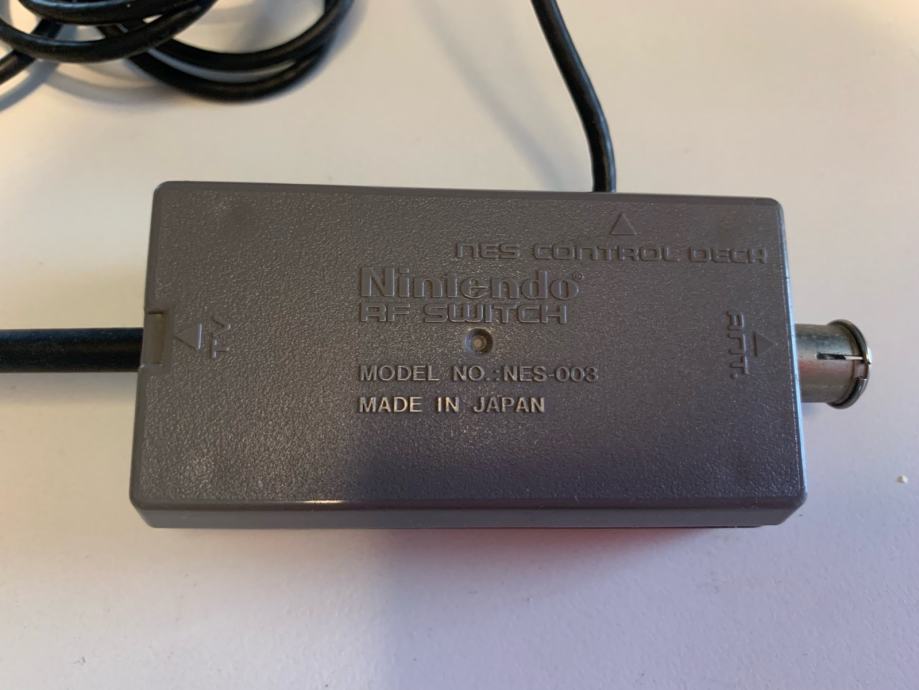 NES CONTROL DECK
Nintendo®
RF SWITCH
TV
ANT.
MODEL NO.:NES-003
MADE IN JAPAN